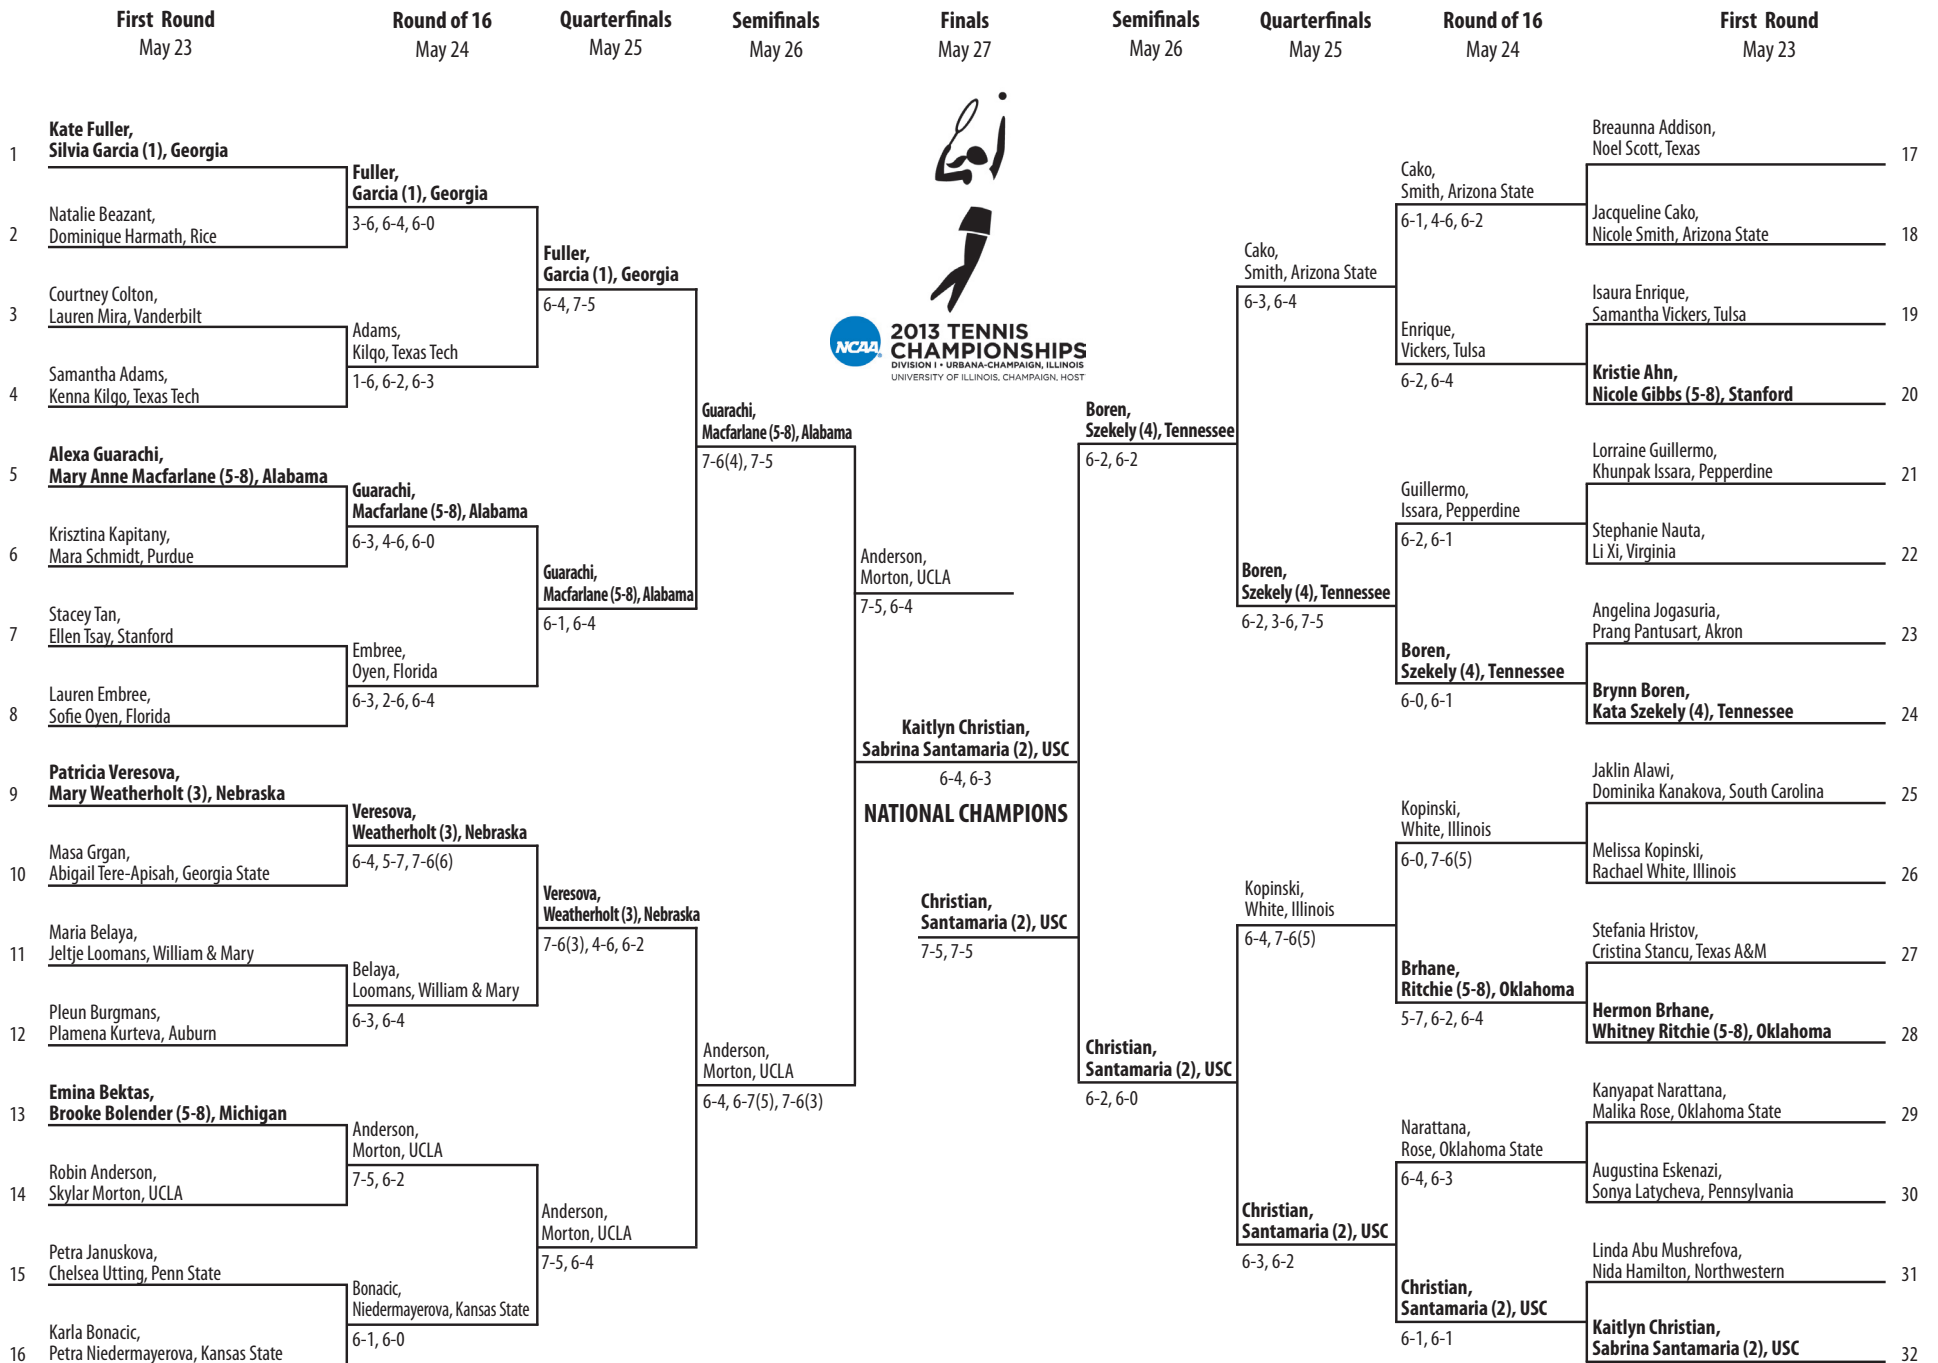 First Round
May 23
Round of 16
May 24
Quarterfinals
May 25
Semifinals
May 26
Finals
May 27
Semifinals
May 26
Quarterfinals
May 25
Round of 16
May 24
First Round
May 23
1
Kate Fuller,
Silvia Garcia (1), Georgia
2
Natalie Beazant,
Dominique Harmath, Rice
3
Courtney Colton,
Lauren Mira, Vanderbilt
4
Samantha Adams,
Kenna Kilgo, Texas Tech
5
Alexa Guarachi,
Mary Anne Macfarlane (5-8), Alabama
6
Krisztina Kapitany,
Mara Schmidt, Purdue
7
Stacey Tan,
Ellen Tsay, Stanford
8
Lauren Embree,
Sofie Oyen, Florida
9
Patricia Veresova,
Mary Weatherholt (3), Nebraska
10
Masa Grgan,
Abigail Tere-Apisah, Georgia State
11
Maria Belaya,
Jeltje Loomans, William & Mary
12
Pleun Burgmans,
Plamena Kurteva, Auburn
13
Emina Bektas,
Brooke Bolender (5-8), Michigan
14
Robin Anderson,
Skylar Morton, UCLA
15
Petra Januskova,
Chelsea Utting, Penn State
16
Karla Bonacic,
Petra Niedermayerova, Kansas State
Fuller,
Garcia (1), Georgia
3-6, 6-4, 6-0
Adams,
Kilgo, Texas Tech
1-6, 6-2, 6-3
Guarachi,
Macfarlane (5-8), Alabama
6-3, 4-6, 6-0
Embree,
Oyen, Florida
6-3, 2-6, 6-4
Veresova,
Weatherholt (3), Nebraska
6-4, 5-7, 7-6(6)
Belaya,
Loomans, William & Mary
6-3, 6-4
Anderson,
Morton, UCLA
7-5, 6-2
Bonacic,
Niedermayerova, Kansas State
6-1, 6-0
Fuller,
Garcia (1), Georgia
6-4, 7-5
Guarachi,
Macfarlane (5-8), Alabama
6-1, 6-4
Veresova,
Weatherholt (3), Nebraska
7-6(3), 4-6, 6-2
Anderson,
Morton, UCLA
7-5, 6-4
Guarachi,
Macfarlane (5-8), Alabama
7-6(4), 7-5
Anderson,
Morton, UCLA
6-4, 6-7(5), 7-6(3)
NCAA
2013 TENNIS
CHAMPIONSHIPS
DIVISION I • URBANA-CHAMPAIGN, ILLINOIS
UNIVERSITY OF ILLINOIS, CHAMPAIGN, HOST
Anderson,
Morton, UCLA
7-5, 6-4
Kaitlyn Christian,
Sabrina Santamaria (2), USC
6-4, 6-3
NATIONAL CHAMPIONS
Christian,
Santamaria (2), USC
7-5, 7-5
Boren,
Szekely (4), Tennessee
6-2, 6-2
Christian,
Santamaria (2), USC
6-2, 6-0
Cako,
Smith, Arizona State
6-3, 6-4
Boren,
Szekely (4), Tennessee
6-2, 3-6, 7-5
Kopinski,
White, Illinois
6-4, 7-6(5)
Christian,
Santamaria (2), USC
6-3, 6-2
Cako,
Smith, Arizona State
6-1, 4-6, 6-2
Enrique,
Vickers, Tulsa
6-2, 6-4
Guillermo,
Issara, Pepperdine
6-2, 6-1
Boren,
Szekely (4), Tennessee
6-0, 6-1
Kopinski,
White, Illinois
6-0, 7-6(5)
Brhane,
Ritchie (5-8), Oklahoma
5-7, 6-2, 6-4
Narattana,
Rose, Oklahoma State
6-4, 6-3
Christian,
Santamaria (2), USC
6-1, 6-1
Breaunna Addison,
Noel Scott, Texas
17
Jacqueline Cako,
Nicole Smith, Arizona State
18
Isaura Enrique,
Samantha Vickers, Tulsa
19
Kristie Ahn,
Nicole Gibbs (5-8), Stanford
20
Lorraine Guillermo,
Khunpak Issara, Pepperdine
21
Stephanie Nauta,
Li Xi, Virginia
22
Angelina Jogasuria,
Prang Pantusart, Akron
23
Brynn Boren,
Kata Szekely (4), Tennessee
24
Jaklin Alawi,
Dominika Kanakova, South Carolina
25
Melissa Kopinski,
Rachael White, Illinois
26
Stefania Hristov,
Cristina Stancu, Texas A&M
27
Hermon Brhane,
Whitney Ritchie (5-8), Oklahoma
28
Kanyapat Narattana,
Malika Rose, Oklahoma State
29
Augustina Eskenazi,
Sonya Latycheva, Pennsylvania
30
Linda Abu Mushrefova,
Nida Hamilton, Northwestern
31
Kaitlyn Christian,
Sabrina Santamaria (2), USC
32